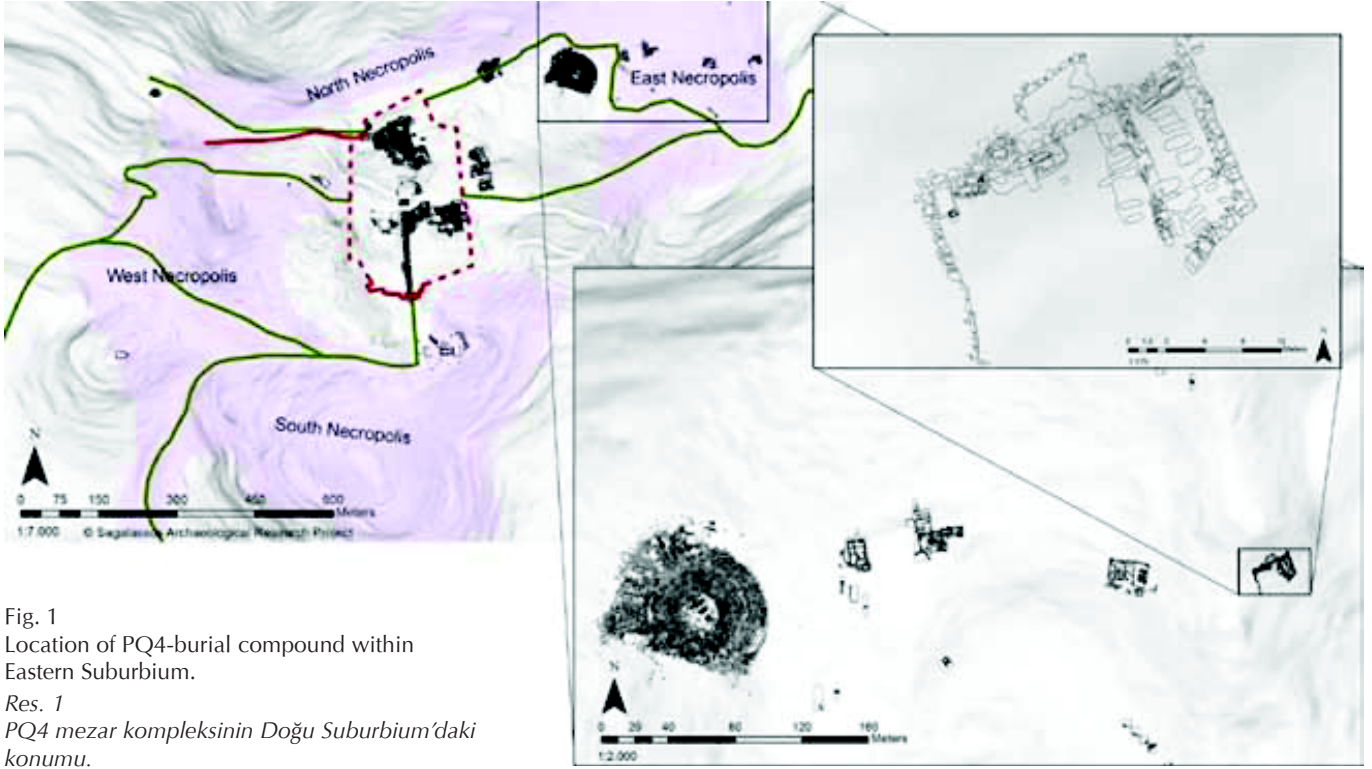 North Necropolis
East Necropolis
West Necropolis
South Necropolis
N
0 75 150 300 450 600
Meters
1:7.000 © Sagalassos Archaeological Research Project
N
N
0 20 40 80 120 160
Meters
1:2.000
Fig. 1
Location of PQ4-burial compound within
Eastern Suburbium.
Res. 1
PQ4 mezar kompleksinin Doğu Suburbium’daki
konumu.